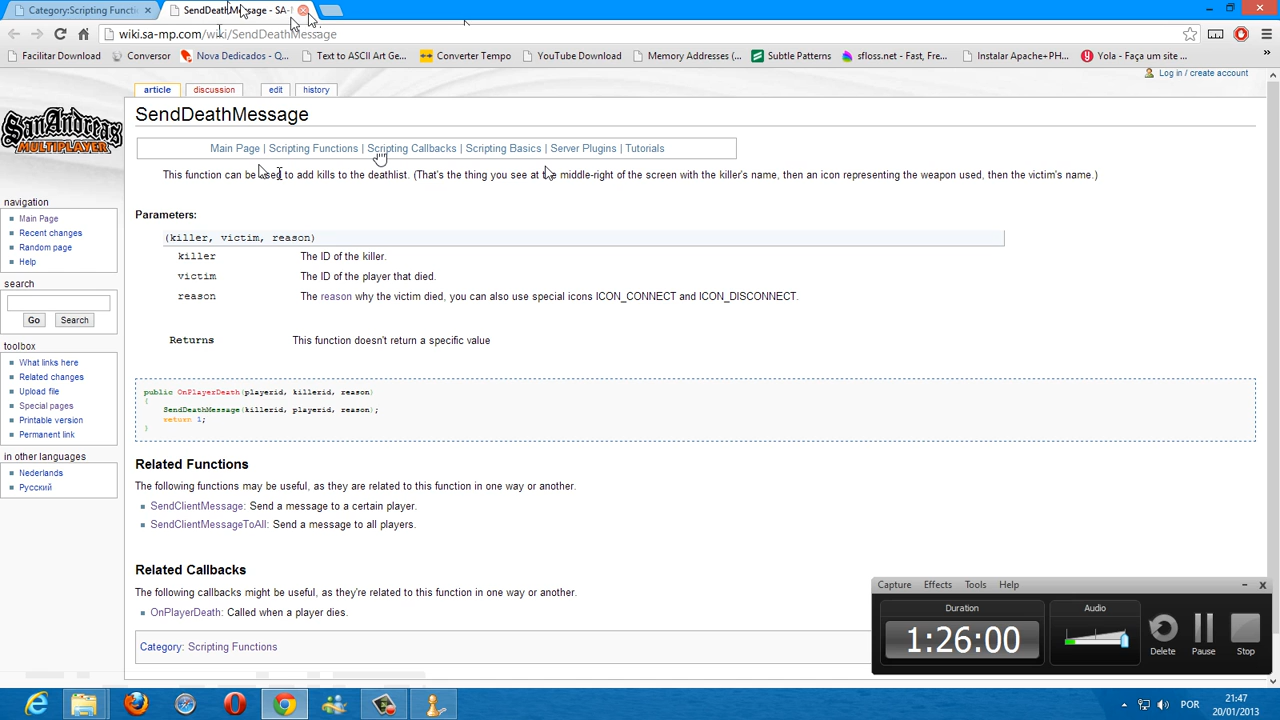 Category:Scripting Functi
SendDeathMessage - SA-
wiki.sa-mp.com/wiki/SendDeathMessage
Facilitar Download
Conversor
Nova Dedicados - Q...
Text to ASCII Art Ge...
Converter Tempo
YouTube Download
Memory Addresses (...
Subtle Patterns
sfloss.net - Fast, Fre...
Instalar Apache+PH...
Yola - Faça um site ...
»
Log in / create account
article
discussion
edit
history
SanAndreas
MULTIPLAYER
SendDeathMessage
Main Page | Scripting Functions | Scripting Callbacks | Scripting Basics | Server Plugins | Tutorials
This function can be used to add kills to the deathlist. (That's the thing you see at the middle-right of the screen with the killer's name, then an icon representing the weapon used, then the victim's name.)
navigation
Main Page
Recent changes
Random page
Help
search
Go
Search
toolbox
What links here
Related changes
Upload file
Special pages
Printable version
Permanent link
in other languages
Nederlands
Русский
Parameters:
(killer, victim, reason)
killer The ID of the killer.
victim The ID of the player that died.
reason The reason why the victim died, you can also use special icons ICON_CONNECT and ICON_DISCONNECT.
Returns This function doesn't return a specific value
public OnPlayerDeath(playerid, killerid, reason)
{
SendDeathMessage(killerid, playerid, reason);
return 1;
}
Related Functions
The following functions may be useful, as they are related to this function in one way or another.
SendClientMessage: Send a message to a certain player.
SendClientMessageToAll: Send a message to all players.
Related Callbacks
The following callbacks might be useful, as they're related to this function in one way or another.
OnPlayerDeath: Called when a player dies.
Category: Scripting Functions
Capture Effects Tools Help
Duration
1:26:00
Audio
Delete
Pause
Stop
POR
21:47
20/01/2013